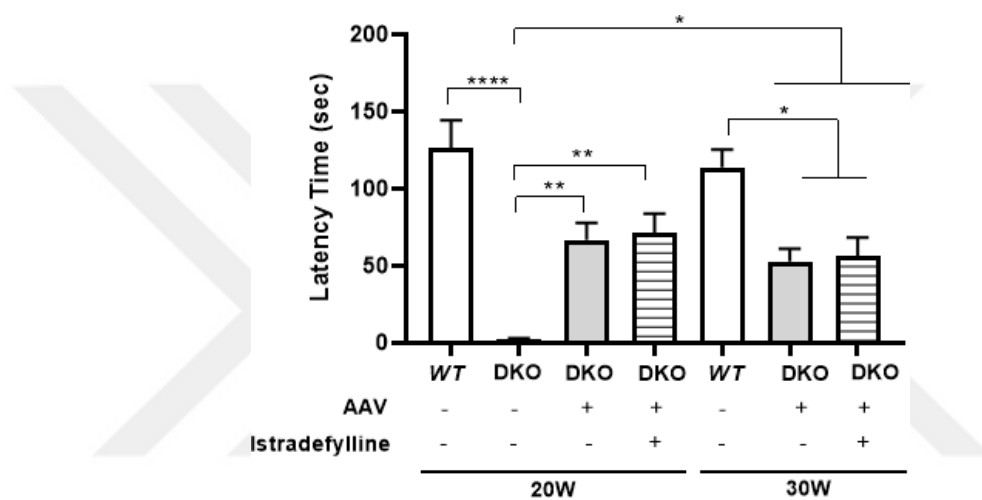 *
200
****
*
150
**
**
100
50
0
Latency Time (sec)
WT DKO DKO DKO WT DKO DKO
AAV - - + + - + +
Istradefylline - - - + - - +
20W 30W